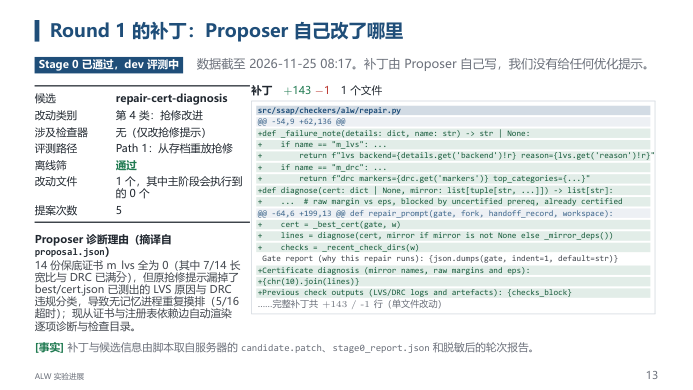 Round 1 的补丁：Proposer 自己改了哪里
Stage 0 已通过，dev 评测中 数据截至 2026-11-25 08:17。补丁由 Proposer 自己写，我们没有给任何优化提示。
候选 repair-cert-diagnosis
改动类别 第 4 类：抢修改进
涉及检查器 无（仅改抢修提示）
评测路径 Path 1：从存档重放抢修
离线筛 通过
改动文件 1 个，其中主阶段会执行到
的 0 个
提案次数 5
Proposer 诊断理由（摘译自
proposal.json）
14 份保底证书 m_lvs 全为 0（其中 7/14 长
宽比与 DRC 已满分），但原抢修提示漏掉了
best/cert.json 已测出的 LVS 原因与 DRC
违规分类，导致无记忆进程重复摸排（5/16
超时）；现从证书与注册表依赖边自动渲染
逐项诊断与检查目录。
补丁 +143 −1 1 个文件
src/ssap/checkers/alw/repair.py
@@ -54,9 +62,136 @@
+def _failure_note(details: dict, name: str) -> str | None:
+    if name == "m_lvs": ...
+        return f"lvs backend={details.get('backend')!r} reason={lvs.get('reason')!r}"
+    if name == "m_drc": ...
+        return f"drc markers={drc.get('markers')} top_categories={...}"
+def diagnose(cert: dict | None, mirror: list[tuple[str, ...]]) -> list[str]:
+    ...  # raw margin vs eps, blocked by uncertified prereq, already certified
@@ -64,6 +199,13 @@ def repair_prompt(gate, fork, handoff_record, workspace):
+    cert = _best_cert(gate, w)
+    lines = diagnose(cert, mirror if mirror is not None else _mirror_deps())
+    checks = _recent_check_dirs(w)
 Gate report (why this repair runs): {json.dumps(gate, indent=1, default=str)}
+Certificate diagnosis (mirror names, raw margins and eps):
+{chr(10).join(lines)}
+Previous check outputs (LVS/DRC logs and artefacts): {checks_block}
……完整补丁共 +143 / -1 行（单文件改动）
[事实] 补丁与候选信息由脚本取自服务器的 candidate.patch、stage0_report.json 和脱敏后的轮次报告。
ALW 实验进展 13